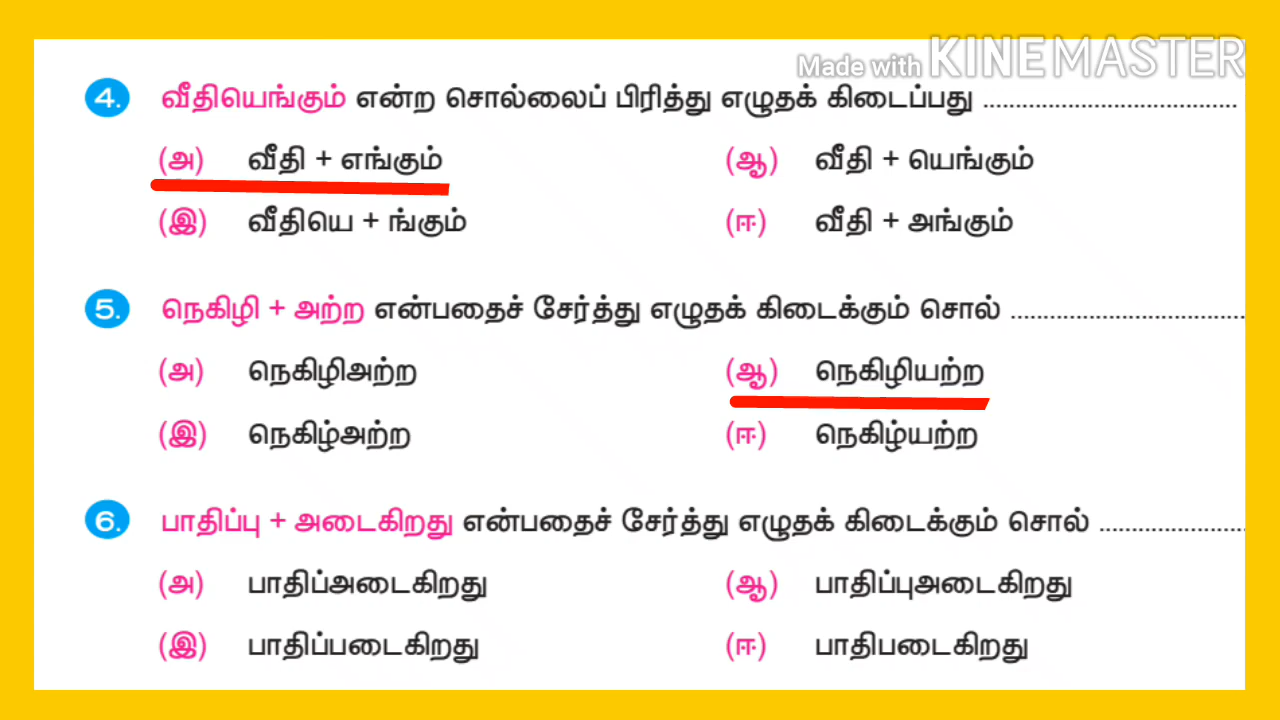 Made with KINEMASTER
4. வீதியெங்கும் என்ற சொல்லைப் பிரித்து எழுதக் கிடைப்பது ......................................
(அ) வீதி + எங்கும் (ஆ) வீதி + யெங்கும்
(இ) வீதியெ + ங்கும் (ஈ) வீதி + அங்கும்
5. நெகிழி + அற்ற என்பதைச் சேர்த்து எழுதக் கிடைக்கும் சொல் ...................................
(அ) நெகிழிஅற்ற (ஆ) நெகிழியற்ற
(இ) நெகிழ்அற்ற (ஈ) நெகிழ்யற்ற
6. பாதிப்பு + அடைகிறது என்பதைச் சேர்த்து எழுதக் கிடைக்கும் சொல் ......................
(அ) பாதிப்அடைகிறது (ஆ) பாதிப்புஅடைகிறது
(இ) பாதிப்படைகிறது (ஈ) பாதிபடைகிறது